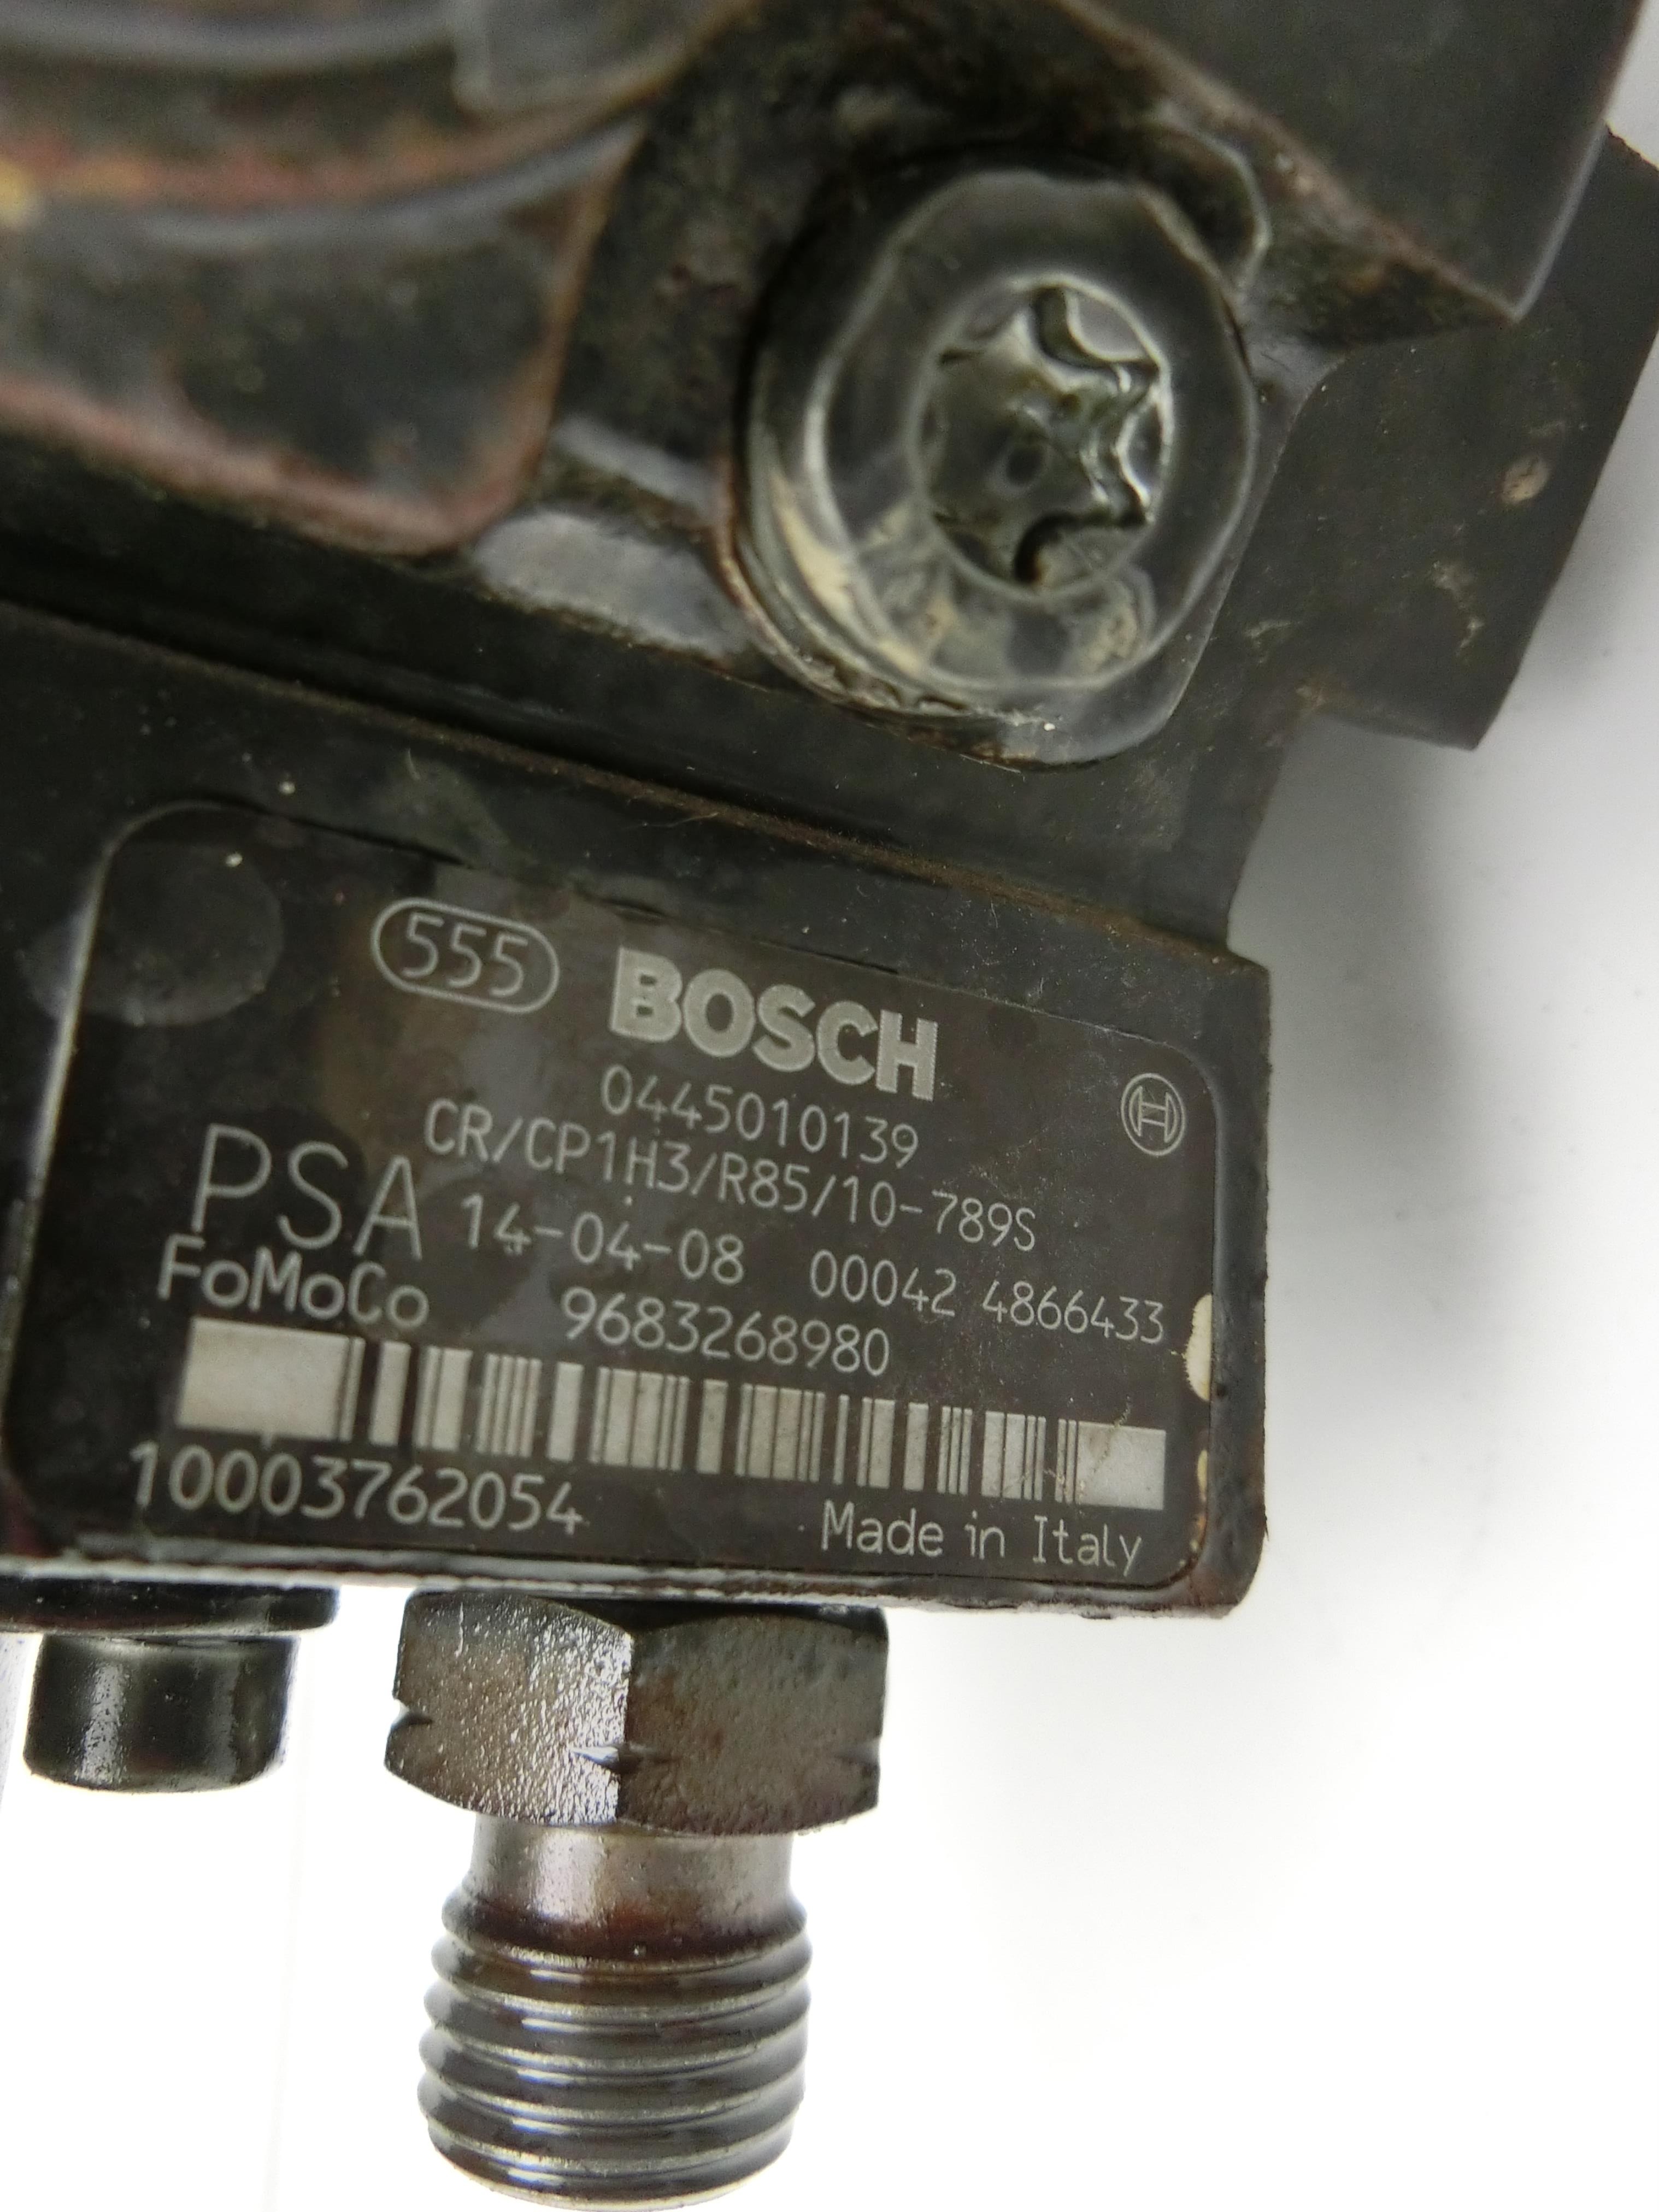 555 BOSCH
0445010139
CR/CP1H3/R85/10-789S
PSA 14-04-08 00042 4866433
FoMoCo 9683268980
10003762054 Made in Italy